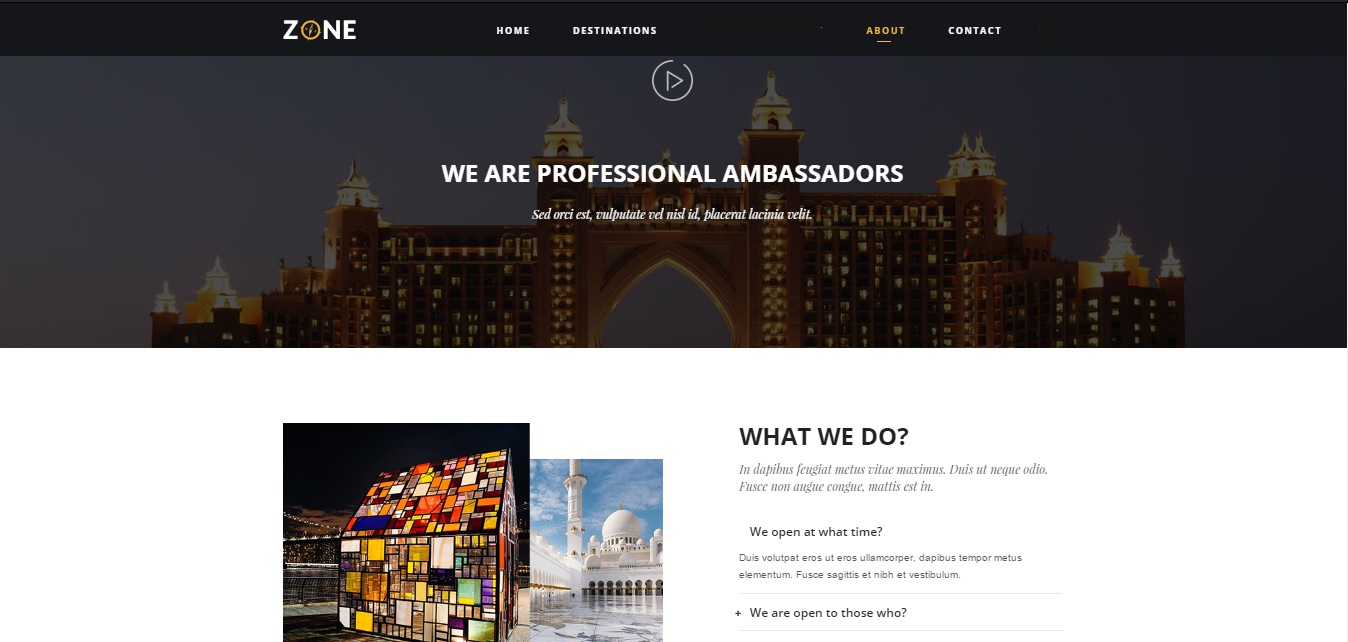 ZONE
HOME DESTINATIONS ABOUT CONTACT
WE ARE PROFESSIONAL AMBASSADORS
Sed orci est, vulputate vel nisl id, placerat lacinia velit.
WHAT WE DO?
In dapibus feugiat metus vitae maximus. Duis ut neque odio.
Fusce non augue congue, mattis est in.
We open at what time?
Duis volutpat eros ut eros ullamcorper, dapibus tempor metus
elementum. Fusce sagittis et nibh et vestibulum.
+ We are open to those who?